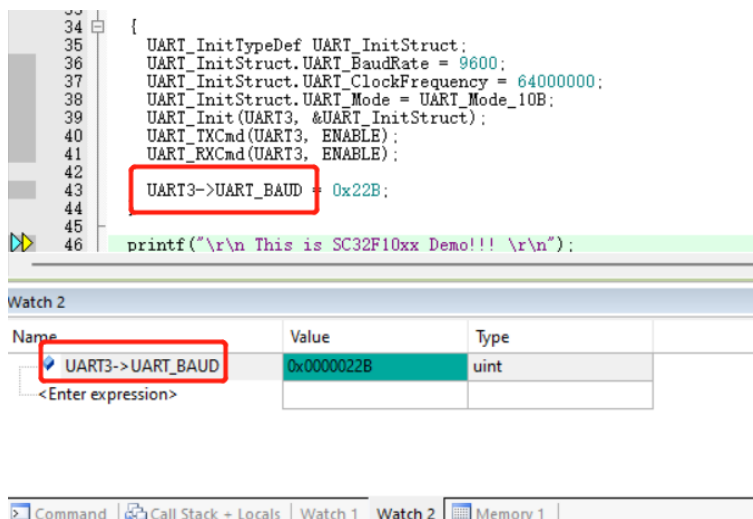 33
34 {
35 UART_InitTypeDef UART_InitStruct;
36 UART_InitStruct.UART_BaudRate = 9600;
37 UART_InitStruct.UART_ClockFrequency = 64000000;
38 UART_InitStruct.UART_Mode = UART_Mode_10B;
39 UART_Init(UART3, &UART_InitStruct);
40 UART_TXCmd(UART3, ENABLE);
41 UART_RXCmd(UART3, ENABLE);
42
43 UART3->UART_BAUD = 0x22B;
44
45
46 printf("\r\n This is SC32F10xx Demo!!! \r\n");
Watch 2
Name Value Type
UART3->UART_BAUD 0x0000022B uint
<Enter expression>
Command Call Stack + Locals Watch 1 Watch 2 Memory 1